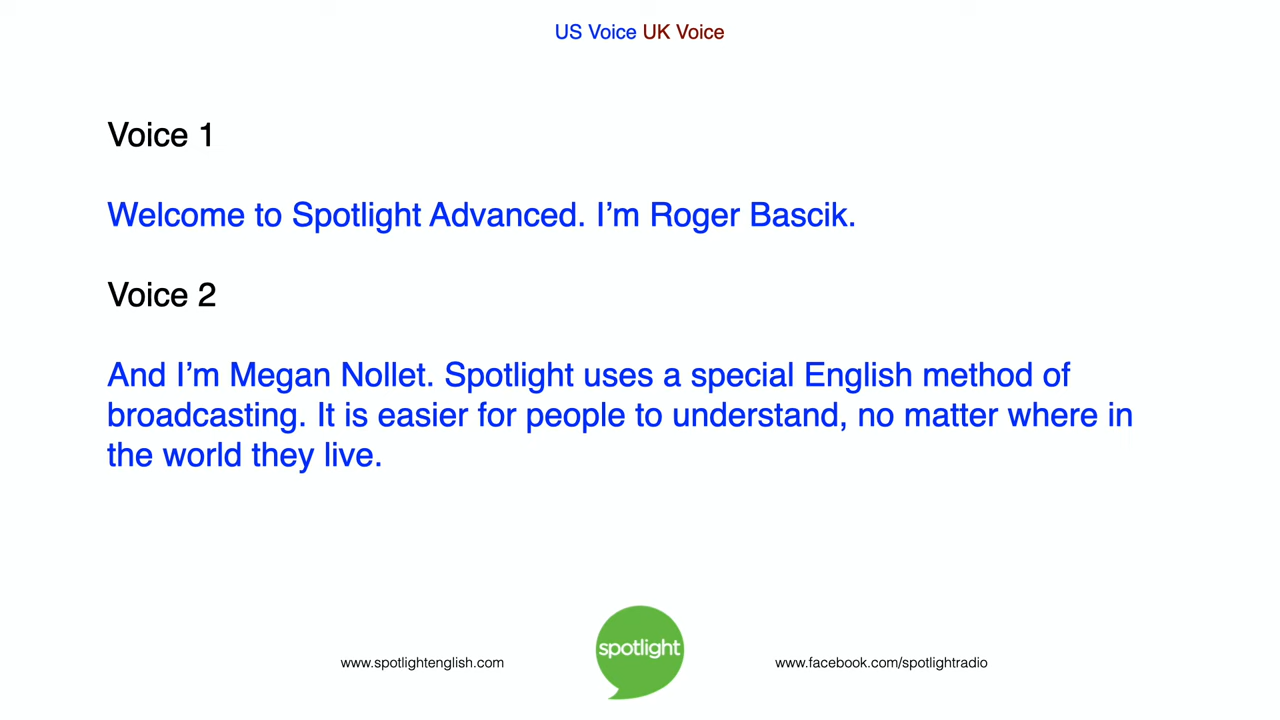 US Voice UK Voice
Voice 1
Welcome to Spotlight Advanced. I’m Roger Bascik.
Voice 2
And I’m Megan Nollet. Spotlight uses a special English method of
broadcasting. It is easier for people to understand, no matter where in
the world they live.
www.spotlightenglish.com
spotlight
www.facebook.com/spotlightradio